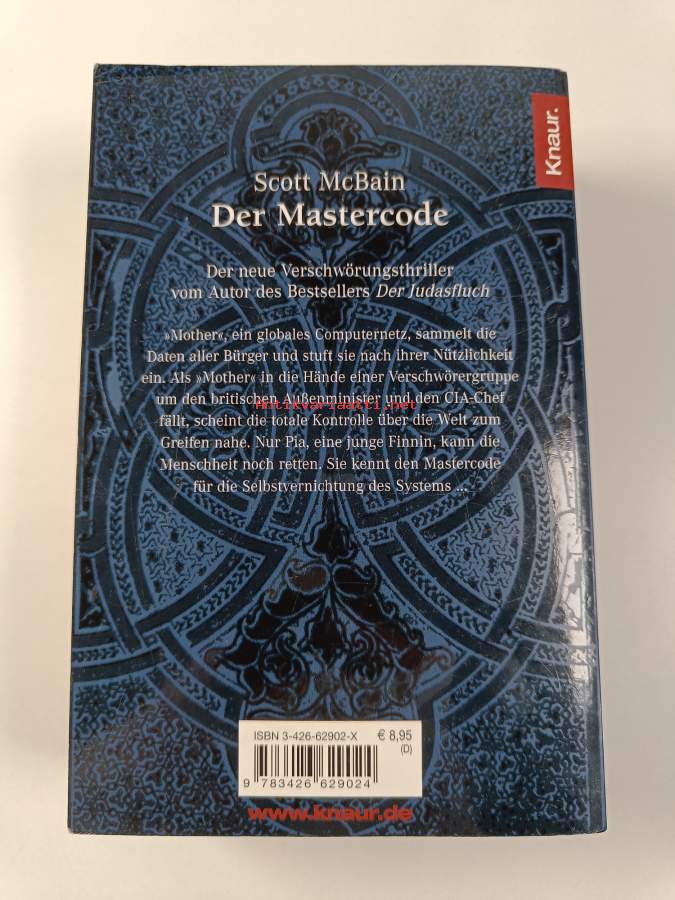 Knaur.
Scott McBain
Der Mastercode
Der neue Verschwörungsthriller
vom Autor des Bestsellers Der Judasfluch
»Mother«, ein globales Computernetz, sammelt die
Daten aller Bürger und stuft sie nach ihrer Nützlichkeit
ein. Als »Mother« in die Hände einer Verschwörergruppe
um den britischen Außenminister und den CIA-Chef
Antikvariaatti.net
fällt, scheint die totale Kontrolle über die Welt zum
Greifen nahe. Nur Pia, eine junge Finnin, kann die
Menschheit noch retten. Sie kennt den Mastercode
für die Selbstvernichtung des Systems ...
ISBN 3-426-62902-X
€ 8,95
(D)
9 783426 629024
www.knaur.de